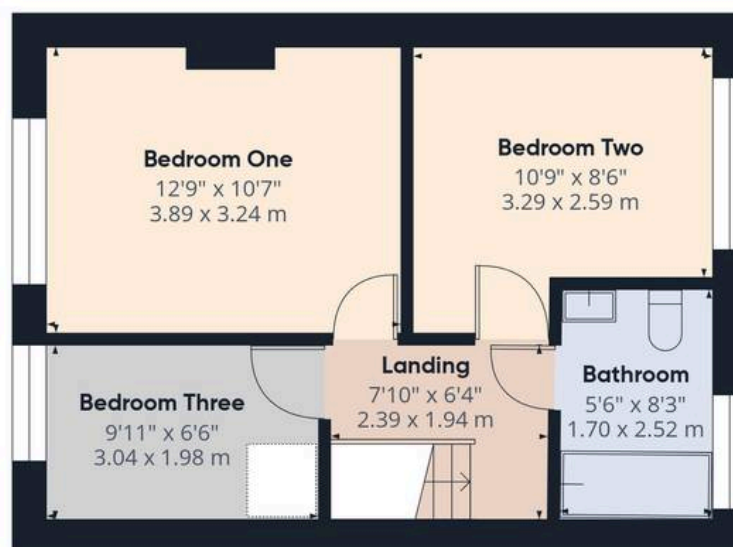 Bedroom One
12'9" x 10'7"
3.89 x 3.24 m
Bedroom Two
10'9" x 8'6"
3.29 x 2.59 m
Bedroom Three
9'11" x 6'6"
3.04 x 1.98 m
Landing
7'10" x 6'4"
2.39 x 1.94 m
Bathroom
5'6" x 8'3"
1.70 x 2.52 m